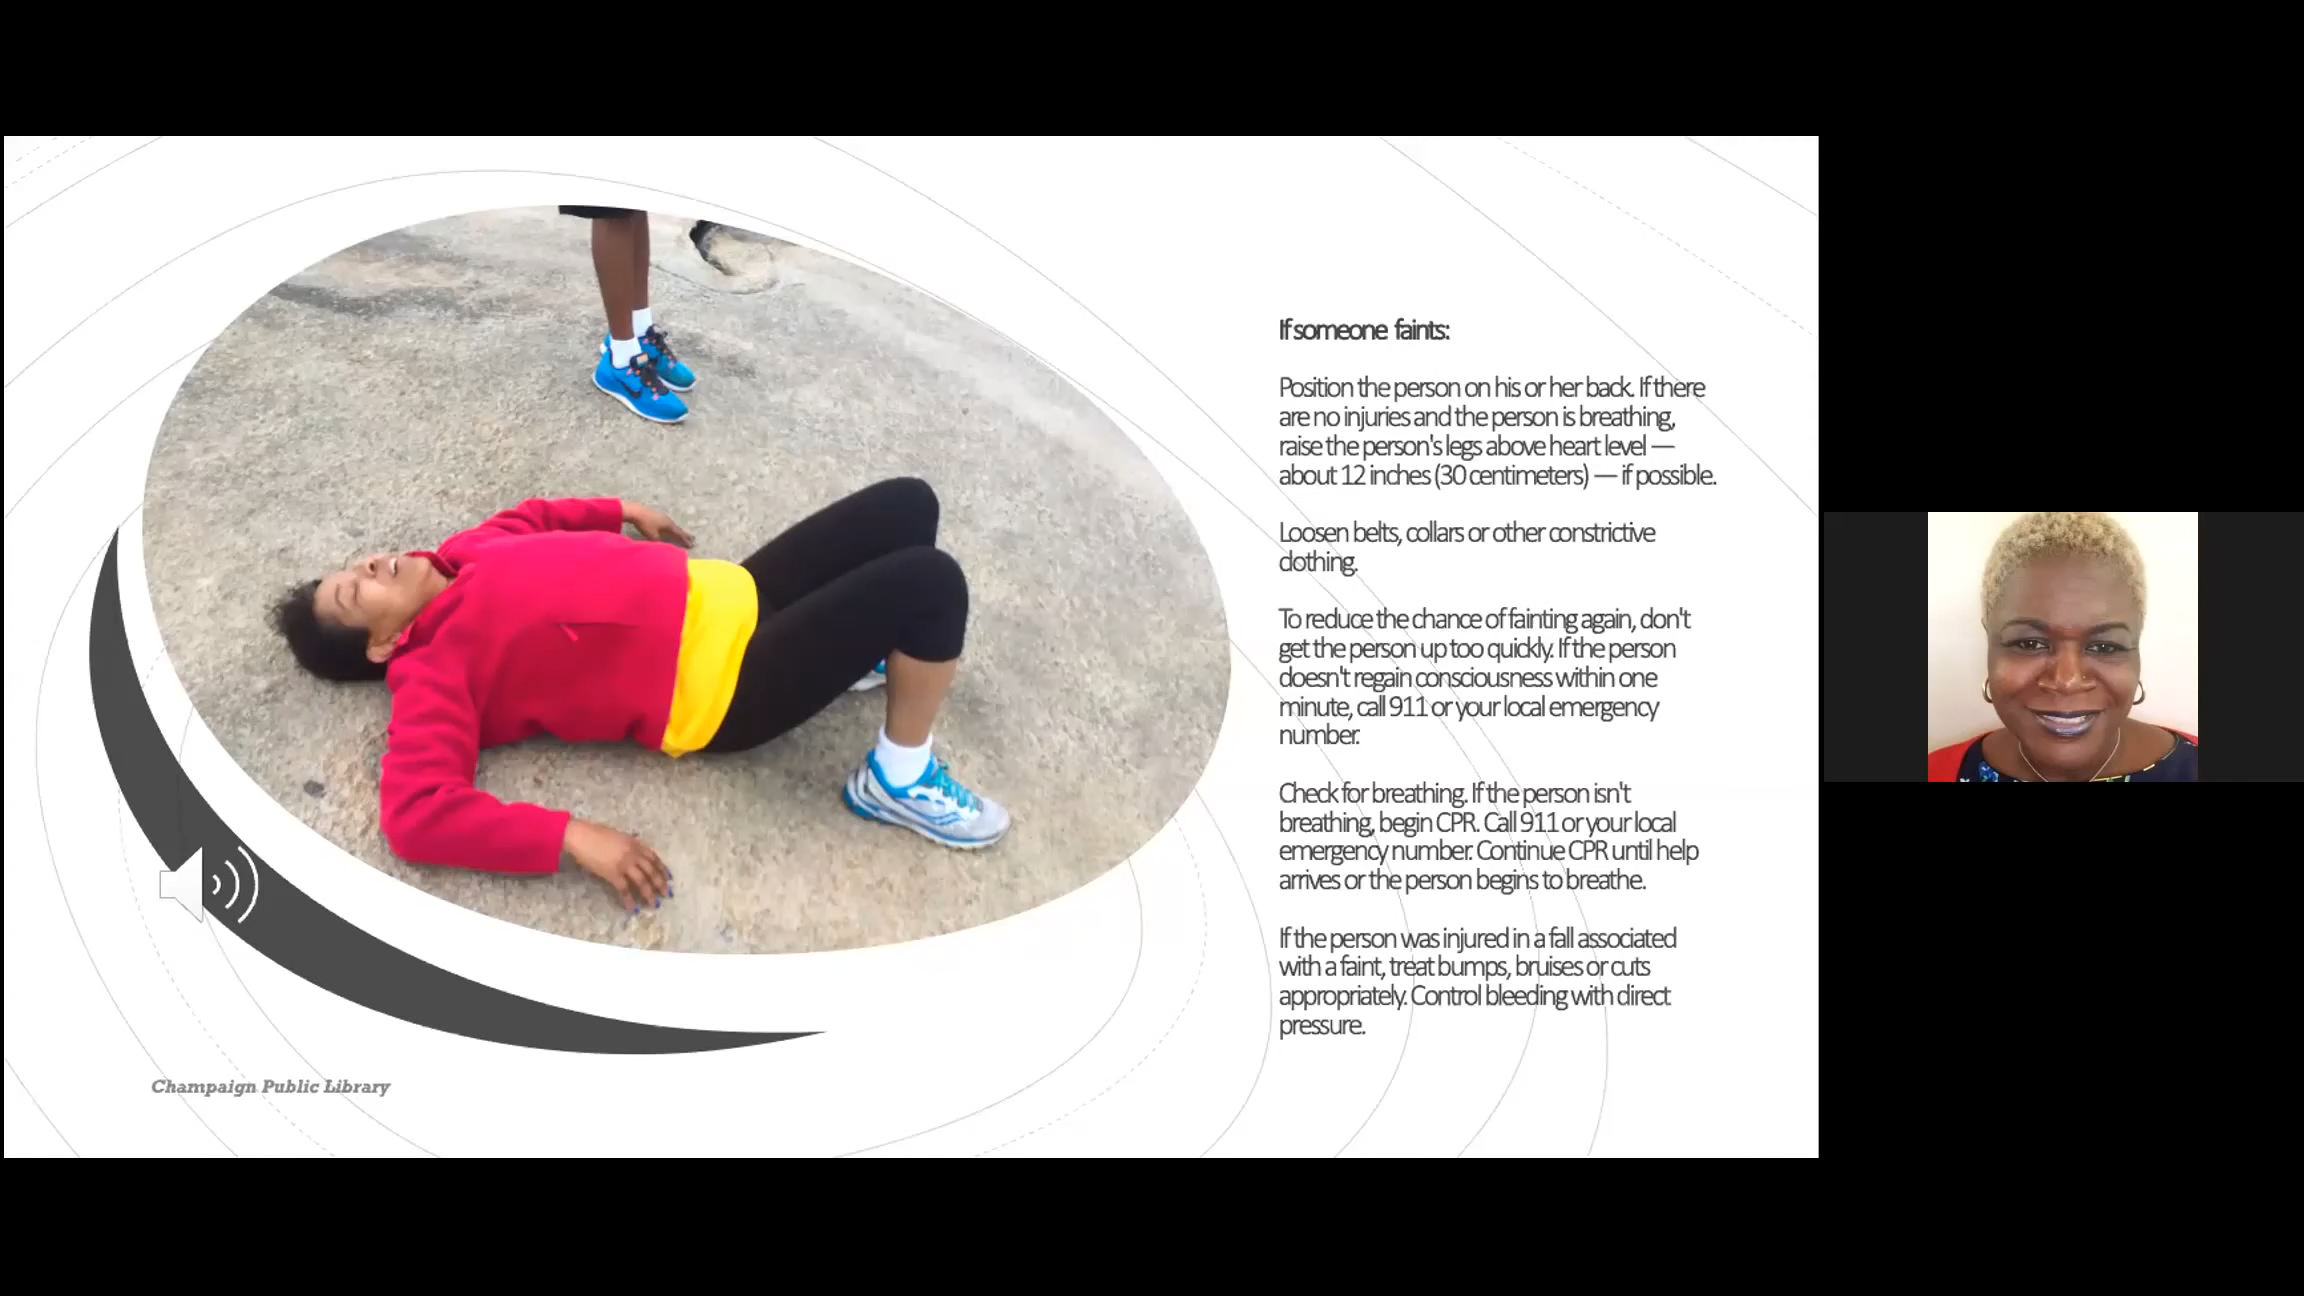 If someone faints:
Position the person on his or her back. If there
are no injuries and the person is breathing,
raise the person's legs above heart level —
about 12 inches (30 centimeters) — if possible.
Loosen belts, collars or other constrictive
clothing.
To reduce the chance of fainting again, don't
get the person up too quickly. If the person
doesn't regain consciousness within one
minute, call 911 or your local emergency
number.
Check for breathing. If the person isn't
breathing, begin CPR. Call 911 or your local
emergency number. Continue CPR until help
arrives or the person begins to breathe.
If the person was injured in a fall associated
with a faint, treat bumps, bruises or cuts
appropriately. Control bleeding with direct
pressure.
Champaign Public Library